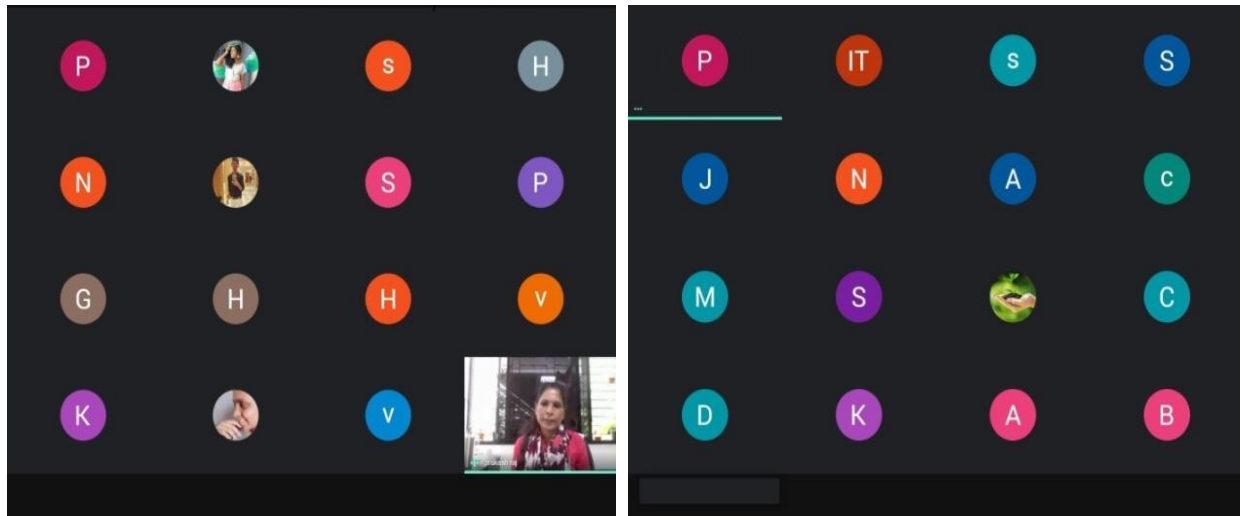 P s H
N S P
G H H v
K v
P IT s S
...
J N A c
M S C
D K A B